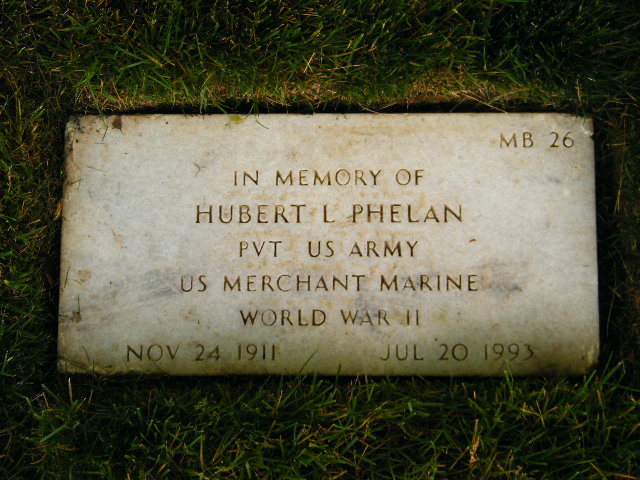 MB 26
IN MEMORY OF
HUBERT L PHELAN
PVT US ARMY
US MERCHANT MARINE
WORLD WAR II
NOV 24 1911 JUL 20 1993